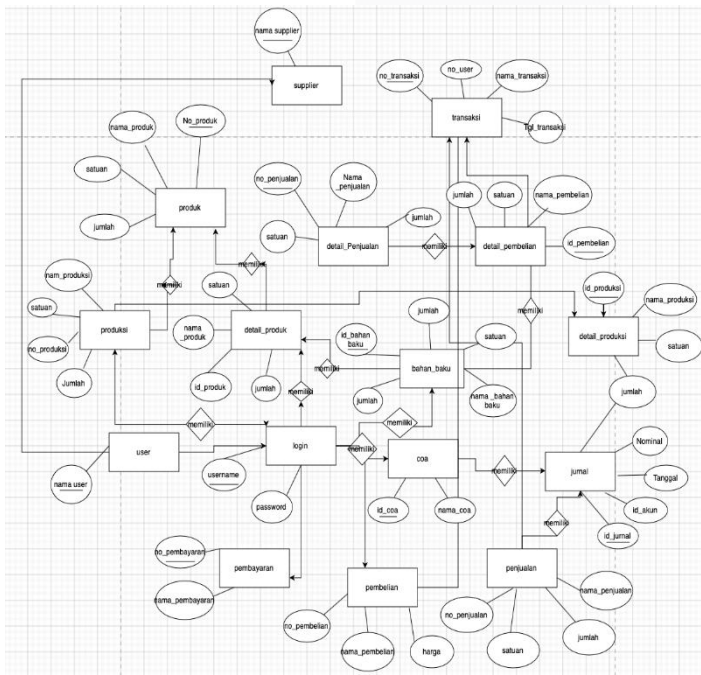 nama supplier
supplier
no_transaksi
no_user
nama_transaksi
transaksi
Tgl_transaksi
nama_produk
No_produk
satuan
produk
jumlah
no_penjualan
Nama
_penjualan
jumlah
satuan
detail_Penjualan
memiliki
jumlah
satuan
nama_pembelian
detail_pembelian
id_pembelian
memiliki
memiliki
nam_produksi
satuan
produksi
no_produksi
Jumlah
satuan
detail_produk
nama
_produk
id_produk
jumlah
memiliki
jumlah
id_bahan
baku
satuan
bahan_baku
memiliki
jumlah
nama _bahan
baku
memiliki
id_produksi
nama_produksi
detail_produksi
satuan
jumlah
memiliki
memiliki
memiliki
memiliki
user
nama user
login
username
password
coa
id_coa
nama_coa
memiliki
Nominal
jurnal
Tanggal
id_akun
id_jurnal
memiliki
no_pembayaran
pembayaran
nama_pembayaran
pembelian
no_pembelian
nama_pembelian
harga
penjualan
nama_penjualan
no_penjualan
satuan
jumlah